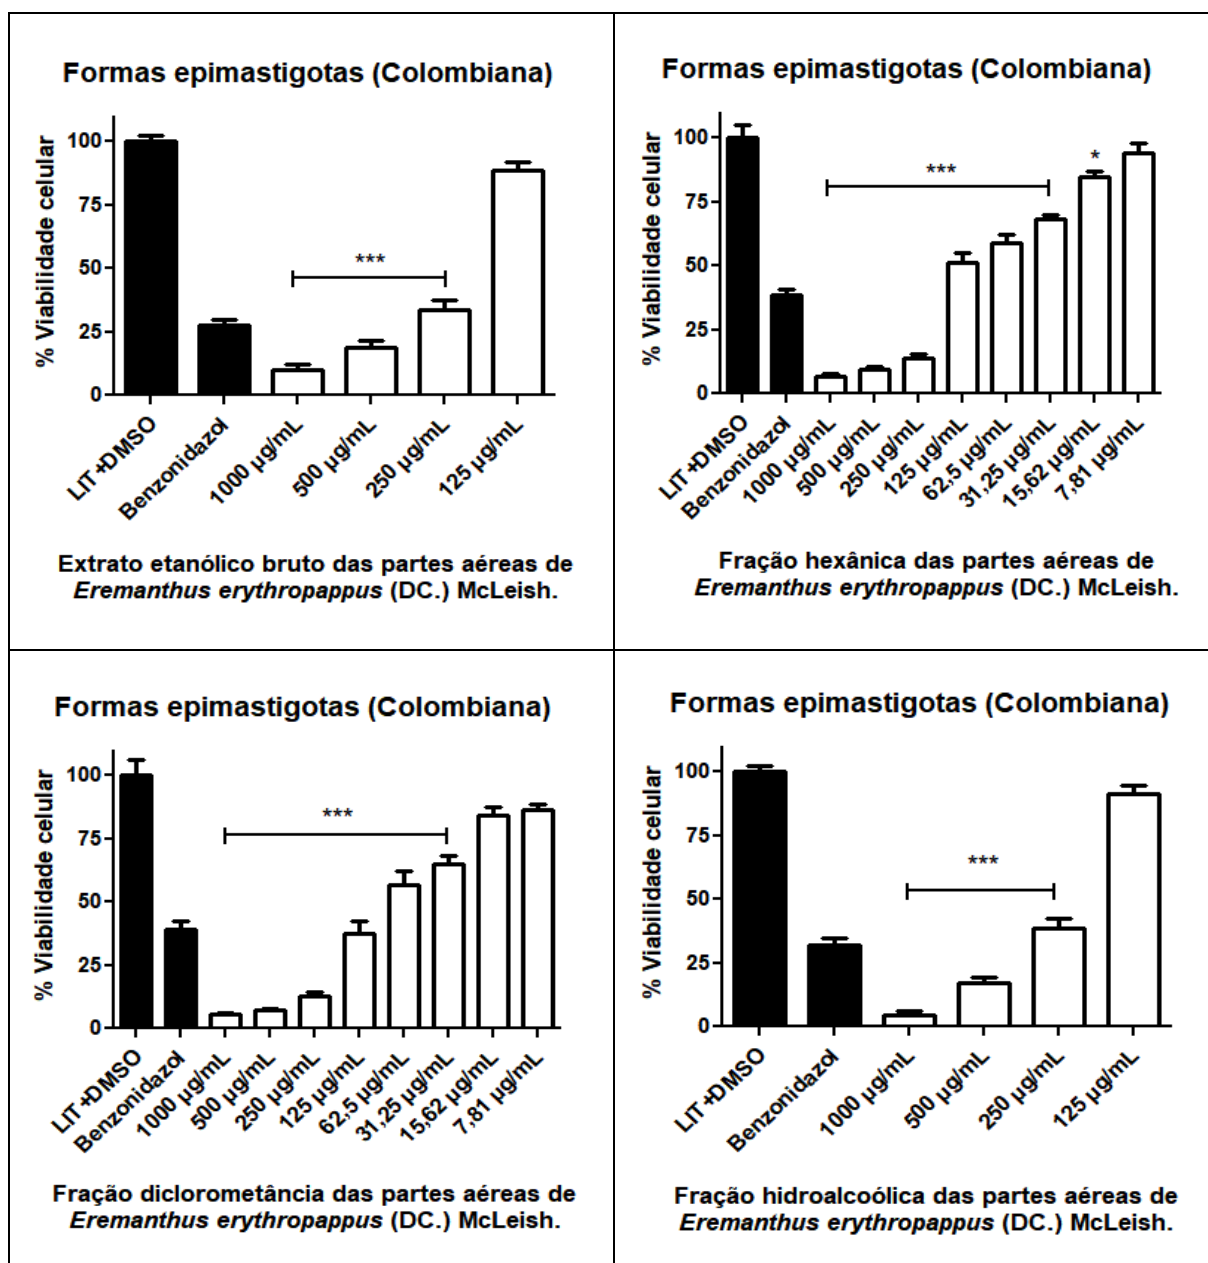 Formas epimastigotas (Colombiana)
% Viabilidade celular
100
75
50
25
0
***
LIT+DMSO
Benzonidazol
1000 µg/mL
500 µg/mL
250 µg/mL
125 µg/mL
Extrato etanólico bruto das partes aéreas de
Eremanthus erythropappus (DC.) McLeish.
Formas epimastigotas (Colombiana)
% Viabilidade celular
100
75
50
25
0
***
*
LIT+DMSO
Benzonidazol
1000 µg/mL
500 µg/mL
250 µg/mL
125 µg/mL
62,5 µg/mL
31,25 µg/mL
15,62 µg/mL
7,81 µg/mL
Fração hexânica das partes aéreas de
Eremanthus erythropappus (DC.) McLeish.
Formas epimastigotas (Colombiana)
% Viabilidade celular
100
75
50
25
0
***
LIT+DMSO
Benzonidazol
1000 µg/mL
500 µg/mL
250 µg/mL
125 µg/mL
62,5 µg/mL
31,25 µg/mL
15,62 µg/mL
7,81 µg/mL
Fração diclorometância das partes aéreas de
Eremanthus erythropappus (DC.) McLeish.
Formas epimastigotas (Colombiana)
% Viabilidade celular
100
75
50
25
0
***
LIT+DMSO
Benzonidazol
1000 µg/mL
500 µg/mL
250 µg/mL
125 µg/mL
Fração hidroalcoólica das partes aéreas de
Eremanthus erythropappus (DC.) McLeish.